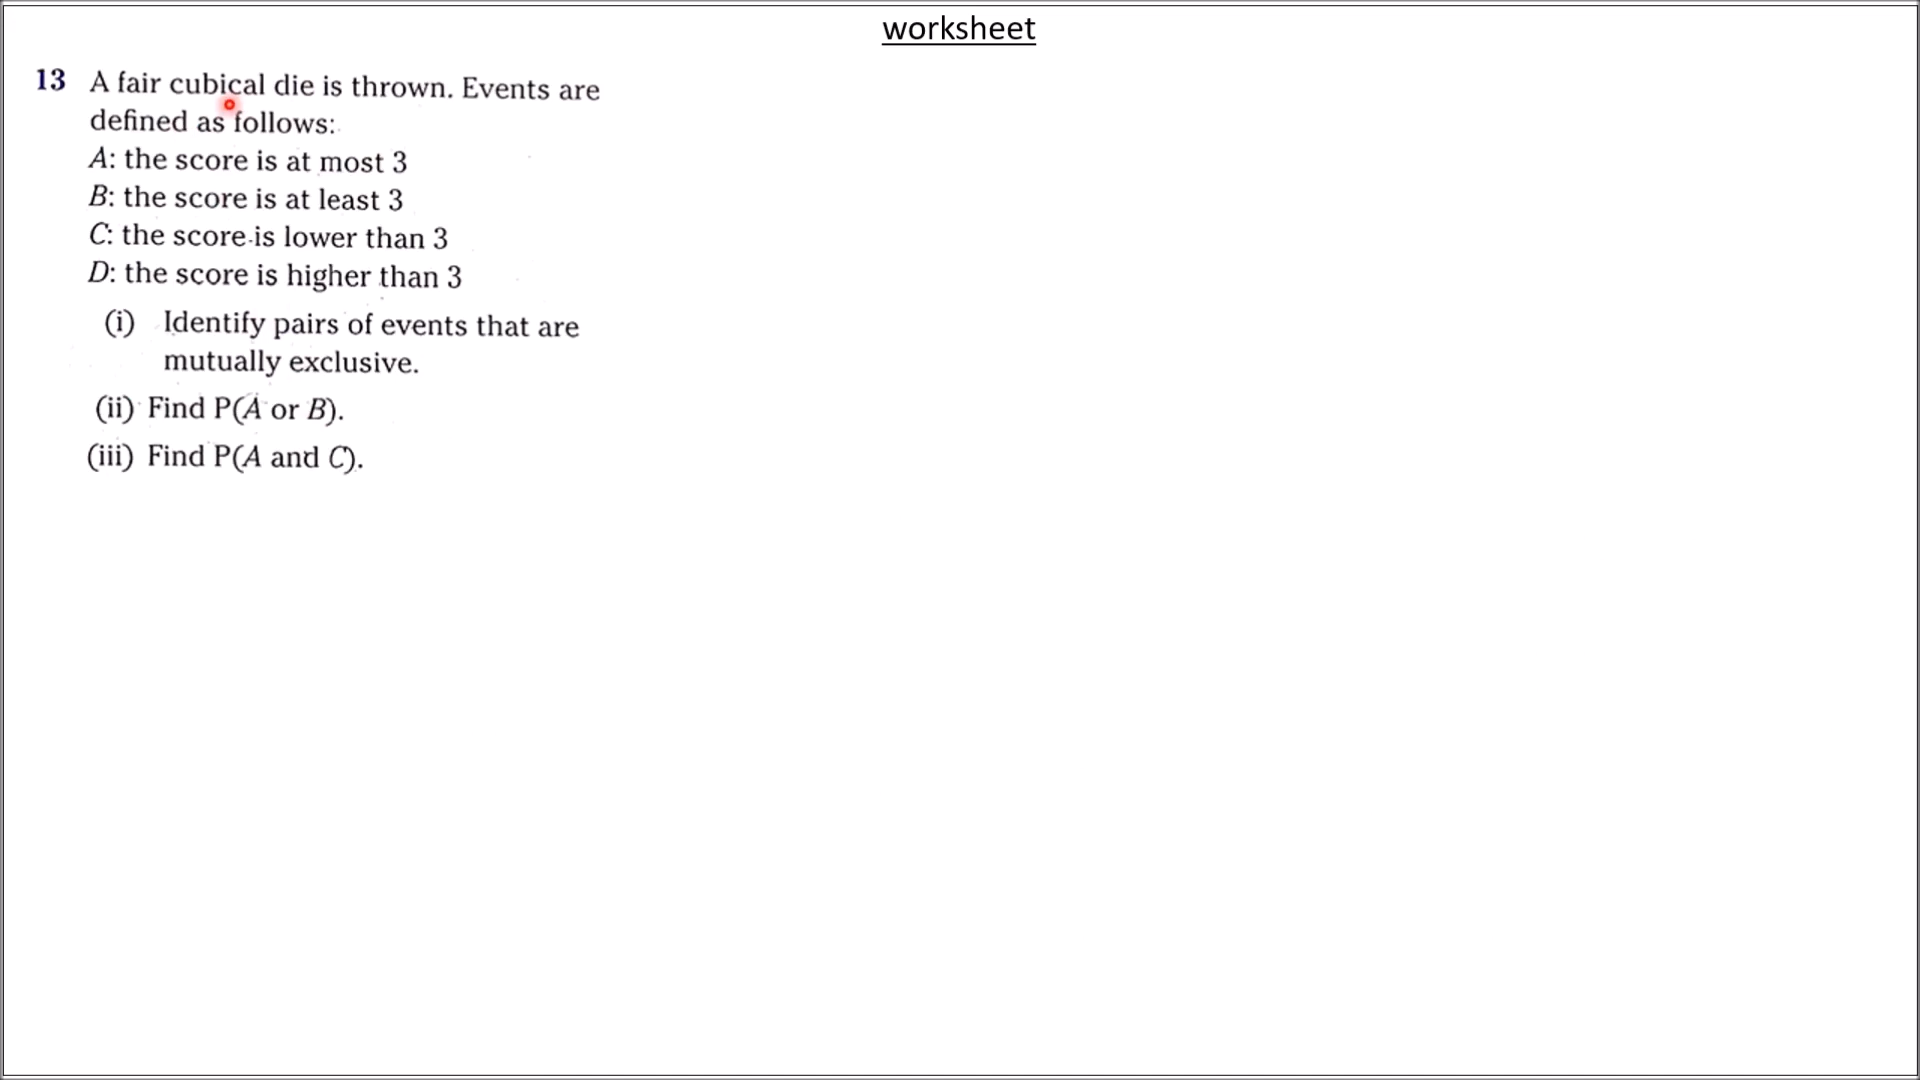 worksheet
13 A fair cubical die is thrown. Events are
defined as follows:
A: the score is at most 3
B: the score is at least 3
C: the score is lower than 3
D: the score is higher than 3
(i) Identify pairs of events that are
mutually exclusive.
(ii) Find P(A or B).
(iii) Find P(A and C).